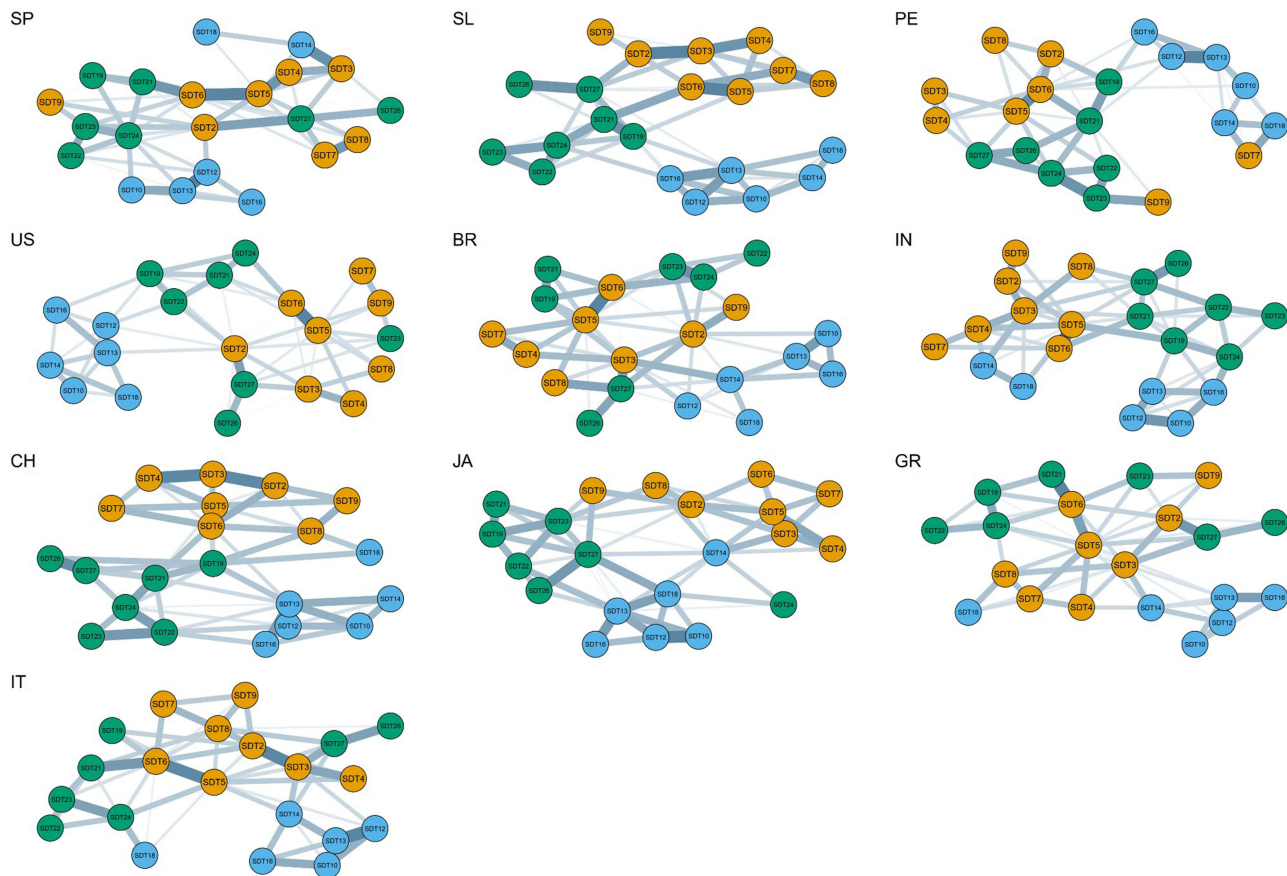 SP
SDT18
SDT14
SDT3
SDT4
SDT19
SDT21
SDT6
SDT5
SDT9
SDT26
SDT27
SDT23
SDT24
SDT2
SDT8
SDT22
SDT7
SDT12
SDT10
SDT13
SDT16
SL
SDT9
SDT2
SDT3
SDT4
SDT7
SDT8
SDT26
SDT27
SDT6
SDT5
SDT21
SDT19
SDT24
SDT23
SDT22
SDT18
SDT16
SDT13
SDT14
SDT12
SDT10
PE
SDT16
SDT8
SDT2
SDT12
SDT13
SDT19
SDT10
SDT3
SDT6
SDT5
SDT4
SDT21
SDT14
SDT18
SDT27
SDT26
SDT7
SDT24
SDT22
SDT23
SDT9
US
SDT24
SDT19
SDT21
SDT7
SDT22
SDT6
SDT9
SDT16
SDT12
SDT5
SDT23
SDT13
SDT2
SDT14
SDT8
SDT10
SDT18
SDT27
SDT3
SDT4
SDT26
BR
SDT21
SDT23
SDT22
SDT24
SDT6
SDT19
SDT5
SDT9
SDT7
SDT2
SDT10
SDT4
SDT3
SDT13
SDT16
SDT8
SDT27
SDT14
SDT12
SDT26
SDT18
IN
SDT9
SDT8
SDT26
SDT2
SDT27
SDT3
SDT22
SDT23
SDT4
SDT5
SDT21
SDT7
SDT6
SDT19
SDT24
SDT14
SDT18
SDT13
SDT16
SDT12
SDT10
CH
SDT4
SDT3
SDT2
SDT7
SDT5
SDT9
SDT6
SDT8
SDT18
SDT26
SDT27
SDT21
SDT19
SDT24
SDT13
SDT14
SDT23
SDT22
SDT12
SDT10
SDT16
JA
SDT6
SDT9
SDT8
SDT7
SDT21
SDT2
SDT5
SDT23
SDT19
SDT3
SDT4
SDT27
SDT14
SDT22
SDT26
SDT18
SDT24
SDT13
SDT16
SDT12
SDT10
GR
SDT21
SDT23
SDT9
SDT19
SDT6
SDT22
SDT24
SDT2
SDT26
SDT27
SDT5
SDT3
SDT8
SDT7
SDT4
SDT18
SDT14
SDT13
SDT16
SDT12
SDT10
IT
SDT7
SDT9
SDT8
SDT19
SDT2
SDT27
SDT26
SDT21
SDT6
SDT3
SDT5
SDT4
SDT23
SDT24
SDT22
SDT14
SDT12
SDT13
SDT18
SDT16
SDT10